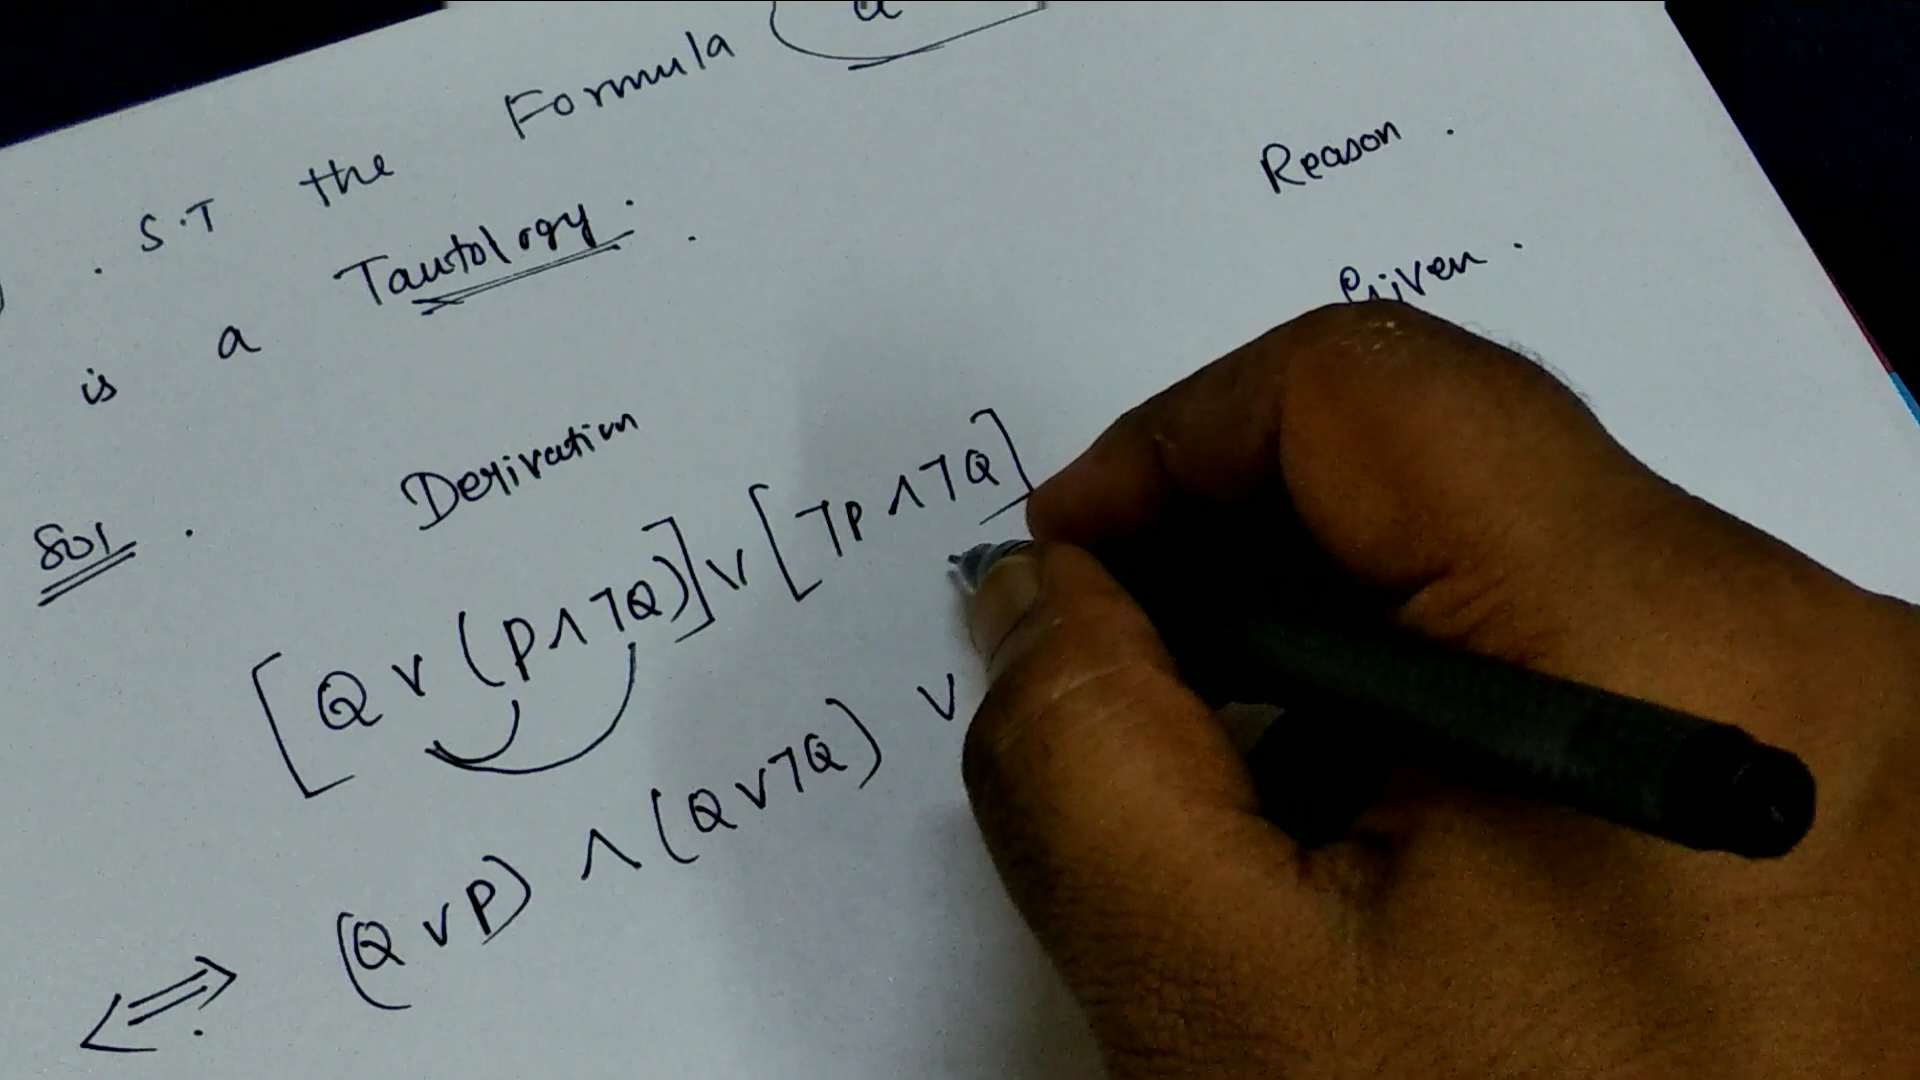 S.T the Formula
is a Tautology.
Reason.
Sol. Derivation
Given.
[Q ∨ (P ∧ ¬Q)] ∨ [¬P ∧ ¬Q]
⇔ (Q ∨ P) ∧ (Q ∨ ¬Q) ∨